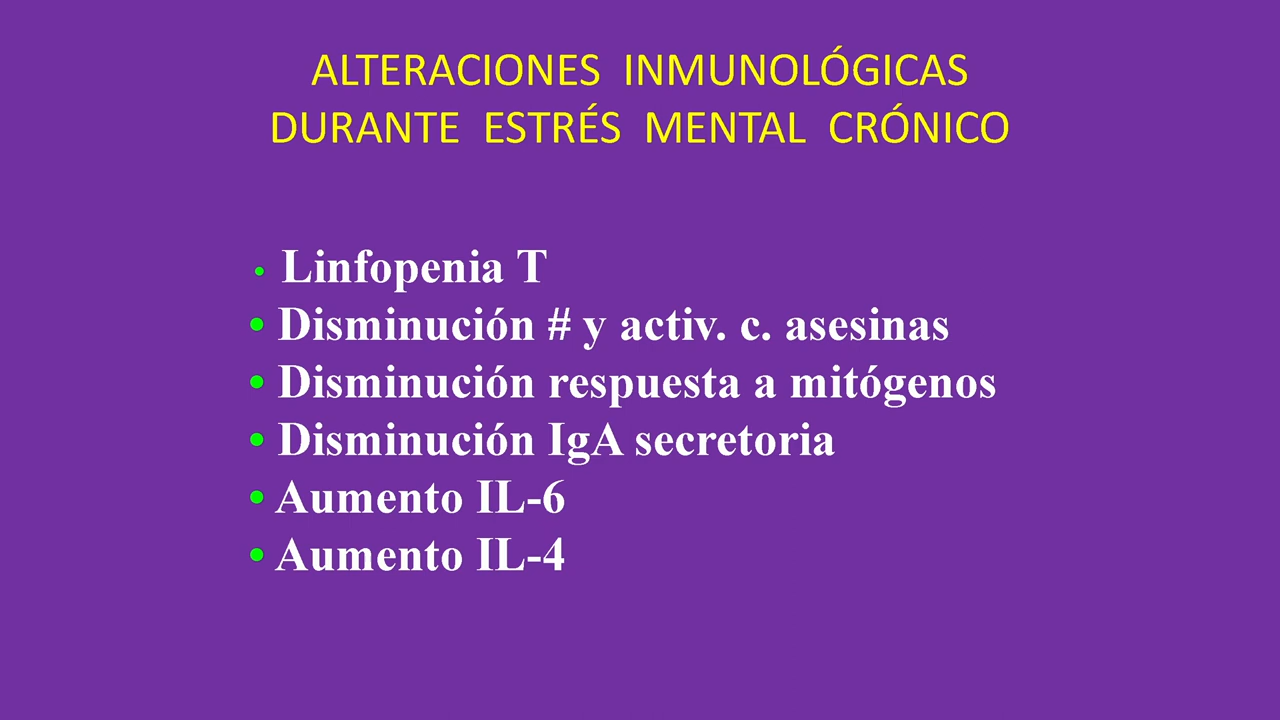 ALTERACIONES INMUNOLÓGICAS
DURANTE ESTRÉS MENTAL CRÓNICO
• Linfopenia T
• Disminución # y activ. c. asesinas
• Disminución respuesta a mitógenos
• Disminución IgA secretoria
• Aumento IL-6
• Aumento IL-4